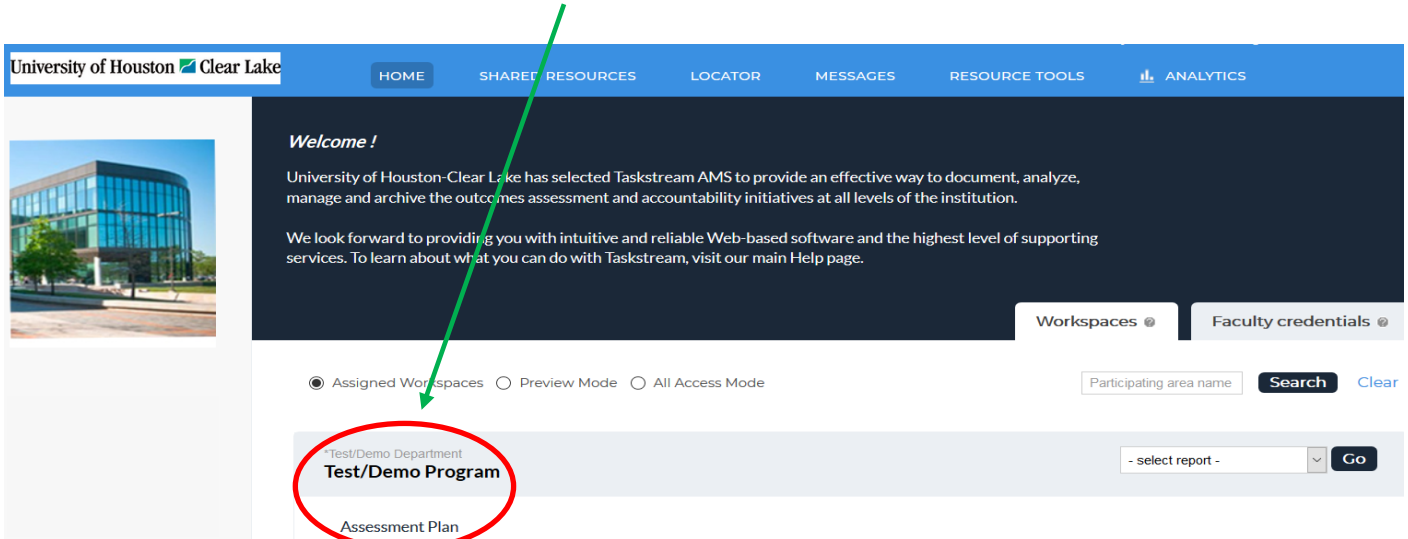 University of Houston Clear Lake
HOME SHARED RESOURCES LOCATOR MESSAGES RESOURCE TOOLS ANALYTICS
Welcome !
University of Houston-Clear Lake has selected Taskstream AMS to provide an effective way to document, analyze,
manage and archive the outcomes assessment and accountability initiatives at all levels of the institution.
We look forward to providing you with intuitive and reliable Web-based software and the highest level of supporting
services. To learn about what you can do with Taskstream, visit our main Help page.
Workspaces ? Faculty credentials ?
Assigned Workspaces Preview Mode All Access Mode Participating area name Search Clear
*Test/Demo Department
Test/Demo Program - select report - Go
Assessment Plan